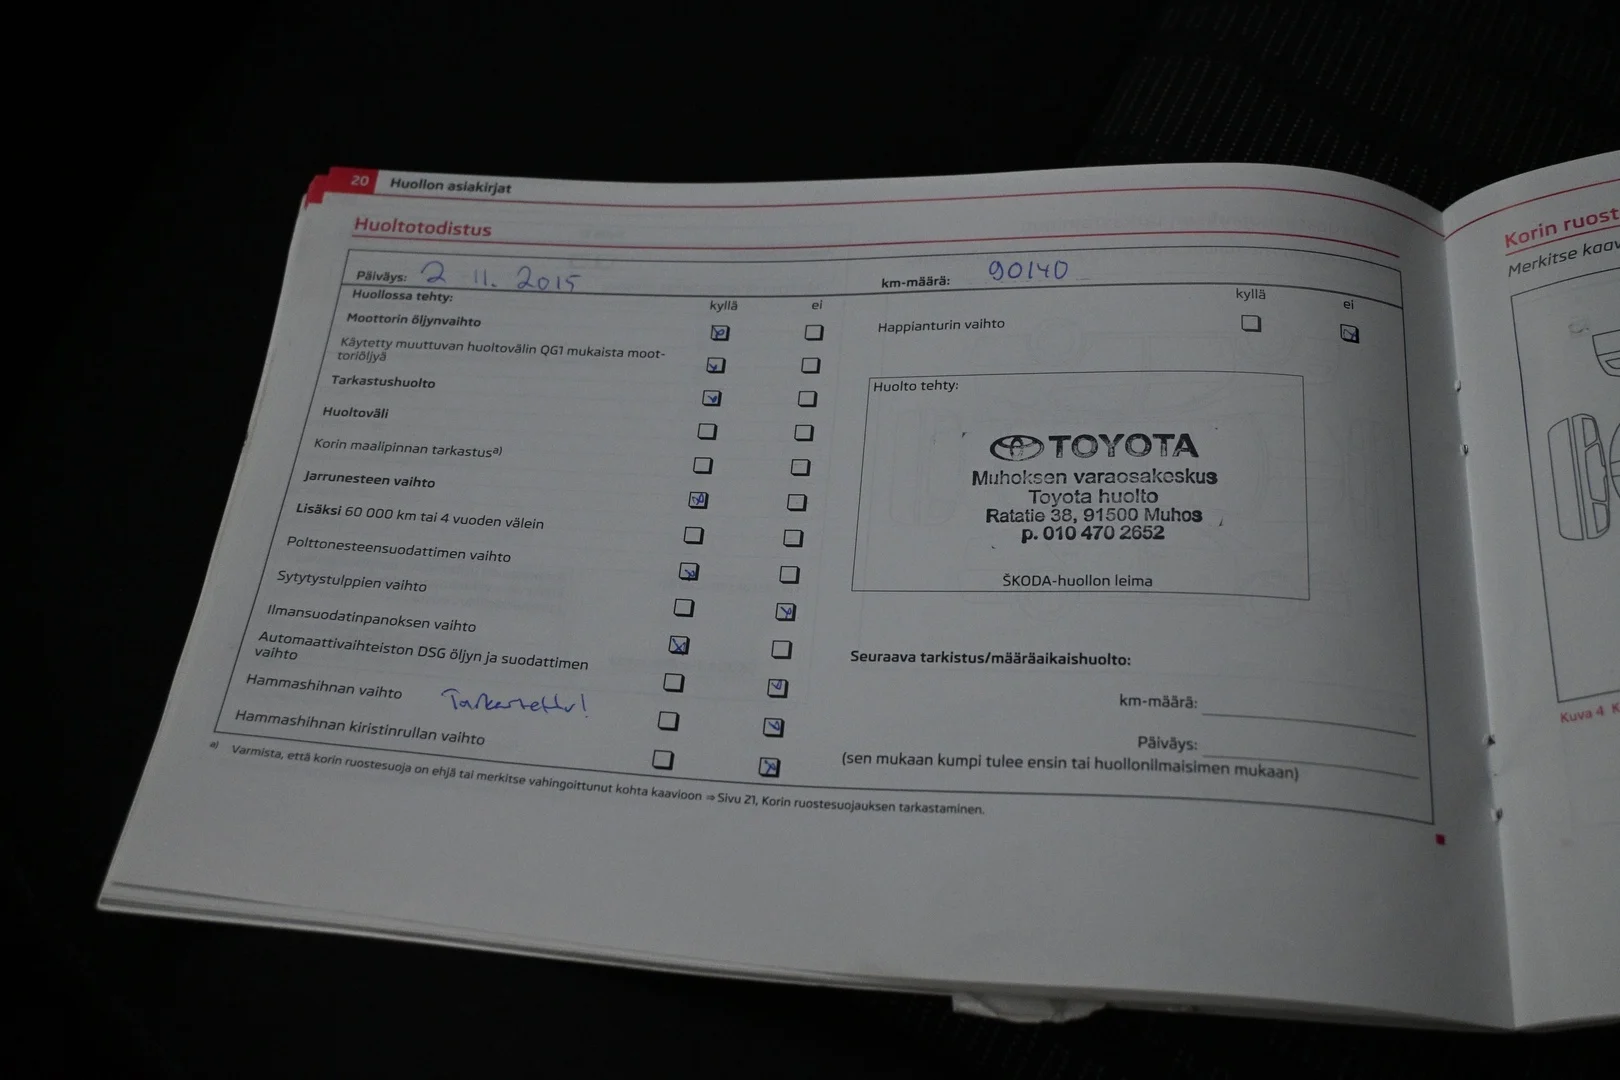 20 Huollon asiakirjat
Huoltotodistus
Päiväys: 2 11. 2015
km-määrä: 90140
Huollossa tehty:
kyllä ei
kyllä ei
Moottorin öljynvaihto
Käytetty muuttuvan huoltovälin QG1 mukaista moot-
toriöljyä
Tarkastushuolto
Huoltoväli
Korin maalipinnan tarkastusa)
Jarrunesteen vaihto
Lisäksi 60 000 km tai 4 vuoden välein
Polttonesteensuodattimen vaihto
Sytytystulppien vaihto
Ilmansuodatinpanoksen vaihto
Automaattivaihteiston DSG öljyn ja suodattimen
vaihto
Hammashihnan vaihto Tarkastettu!
Hammashihnan kiristinrullan vaihto
a) Varmista, että korin ruostesuoja on ehjä tai merkitse vahingoittunut kohta kaavioon ⇒ Sivu 21, Korin ruostesuojauksen tarkastaminen.
Happianturin vaihto
Huolto tehty:
TOYOTA
Muhoksen varaosakeskus
Toyota huolto
Ratatie 38, 91500 Muhos
p. 010 470 2652
ŠKODA-huollon leima
Seuraava tarkistus/määräaikaishuolto:
km-määrä:
Päiväys:
(sen mukaan kumpi tulee ensin tai huollonilmaisimen mukaan)
Korin ruost
Merkitse kaav
Kuva 4 K